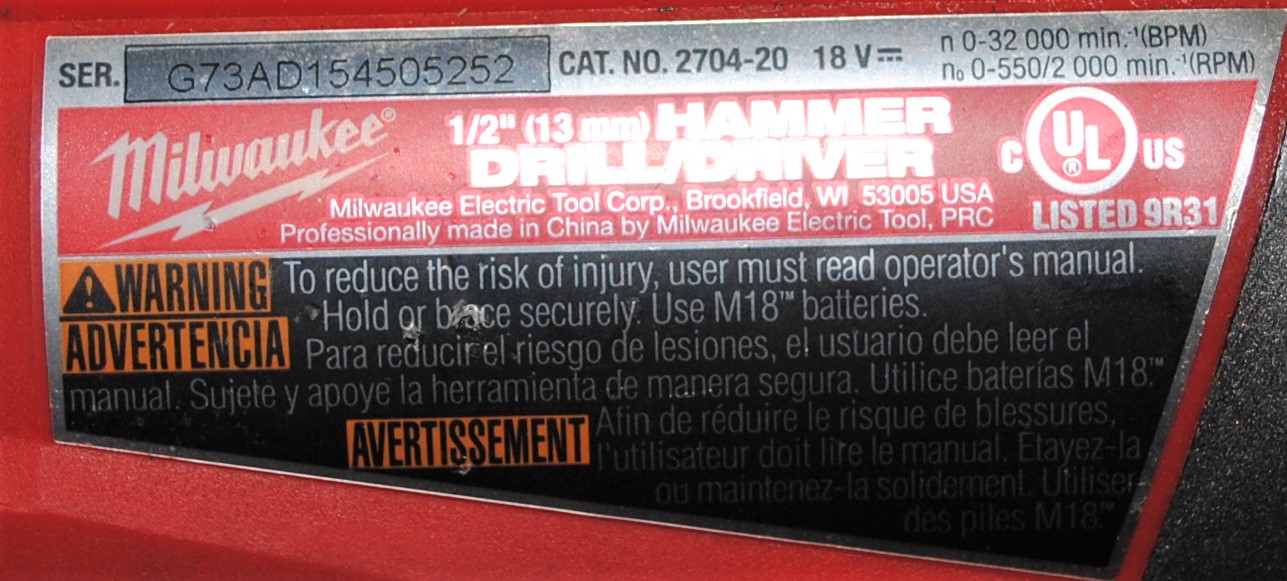 SER. G73AD154505252 CAT. NO. 2704-20 18 V⎓ n 0-32 000 min.⁻¹(BPM)
n₀ 0-550/2 000 min.⁻¹(RPM)
Milwaukee® 1/2" (13 mm) HAMMER
DRILL/DRIVER
C UL® US
LISTED 9R31
Milwaukee Electric Tool Corp., Brookfield, WI 53005 USA
Professionally made in China by Milwaukee Electric Tool, PRC
WARNING To reduce the risk of injury, user must read operator's manual.
Hold or brace securely. Use M18™ batteries.
ADVERTENCIA Para reducir el riesgo de lesiones, el usuario debe leer el
manual. Sujete y apoye la herramienta de manera segura. Utilice baterías M18.™
AVERTISSEMENT Afin de réduire le risque de blessures,
l'utilisateur doit lire le manual. Étayez-la
ou maintenez-la solidement. Utiliser
des piles M18.™